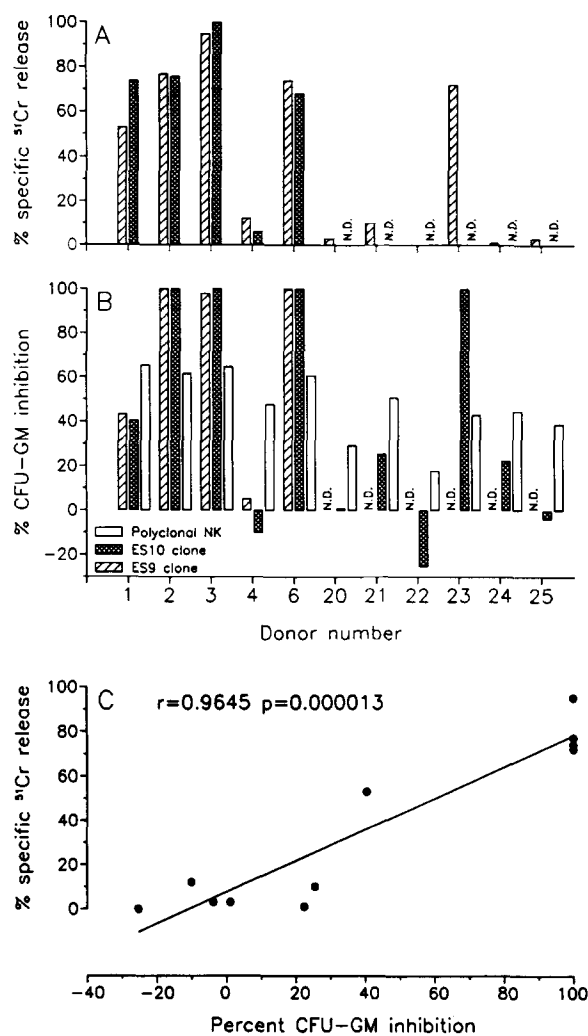 A
% specific ⁵¹Cr release
100
80
60
40
20
0
N.D. N.D. N.D. N.D. N.D. N.D.
B
% CFU-GM inhibition
100
80
60
40
20
0
-20
N.D. N.D. N.D. N.D. N.D. N.D.
Polyclonal NK
ES10 clone
ES9 clone
1 2 3 4 6 20 21 22 23 24 25
Donor number
C
r=0.9645 p=0.000013
% specific ⁵¹Cr release
100
80
60
40
20
0
-40 -20 0 20 40 60 80 100
Percent CFU-GM inhibition